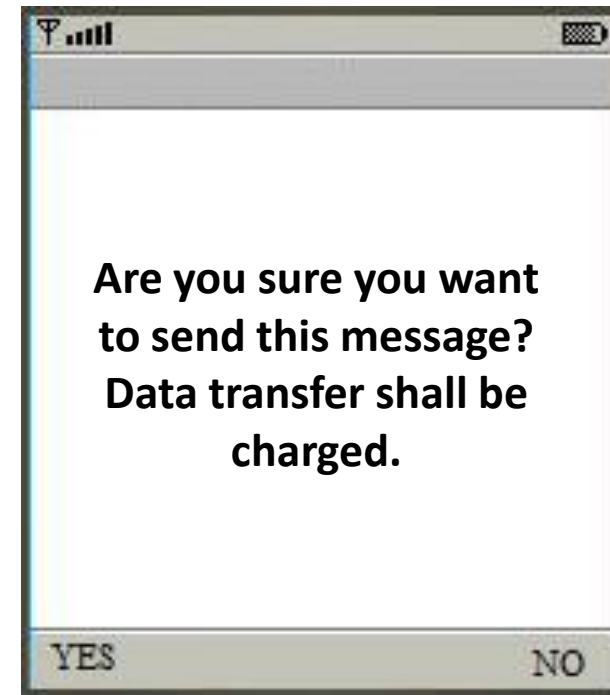 Are you sure you want
to send this message?
Data transfer shall be
charged.
YES NO